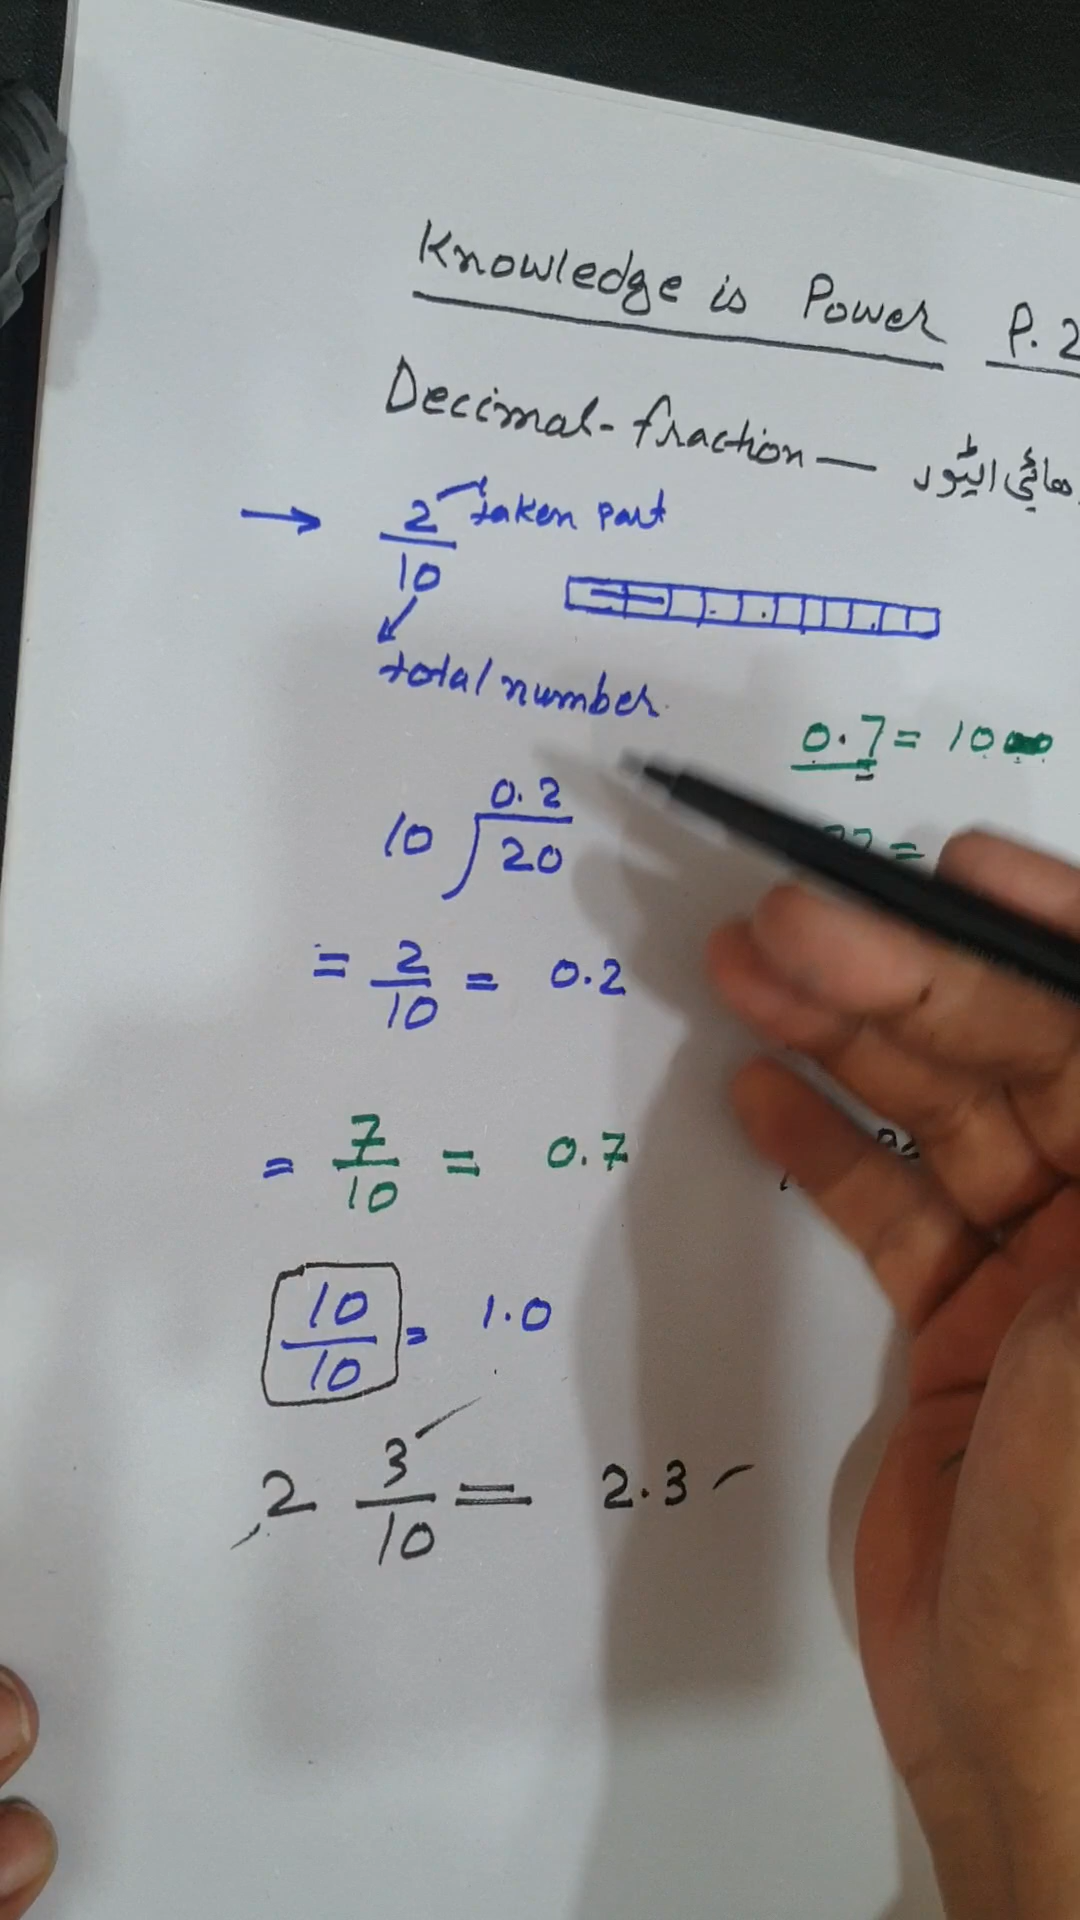 Knowledge is Power P. 2
Decimal-fraction —
→ 2/10 taken part
total number
0.7 = 10
0.2
10 ) 20
= 2/10 = 0.2
= 7/10 = 0.7
10/10 = 1.0
2 3/10 = 2.3